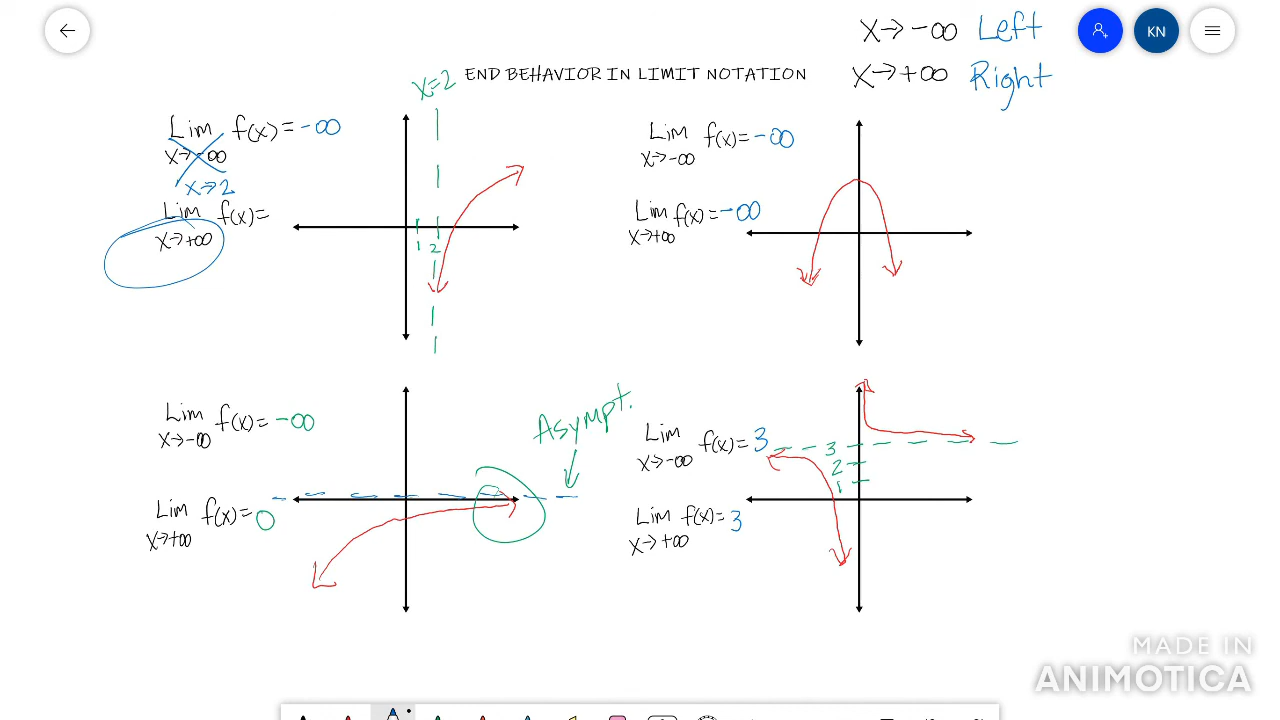 X→-∞ Left
KN
END BEHAVIOR IN LIMIT NOTATION
X→+∞ Right
X=2
Lim f(x)=-∞
X→-∞
X→2
Lim f(x)=
X→+∞
1 2
Lim f(x)=-∞
X→-∞
Lim f(x)=-∞
X→+∞
Lim f(x)=-∞
X→-∞
Asympt.
Lim f(x)=0
X→+∞
Lim f(x)=3
X→-∞
3
2
1
Lim f(x)=3
X→+∞
MADE IN
ANIMOTICA